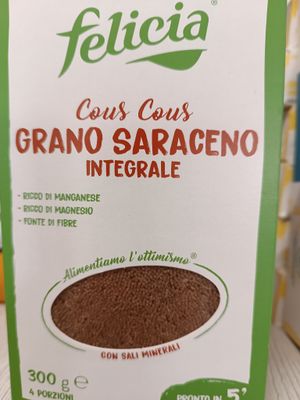 felicia®
Cous Cous
GRANO SARACENO
INTEGRALE
- RICCO DI MANGANESE
- RICCO DI MAGNESIO
- FONTE DI FIBRE
Alimentiamo l'ottimismo®
CON SALI MINERALI
300 g ℮
4 PORZIONI
PRONTO IN 5'